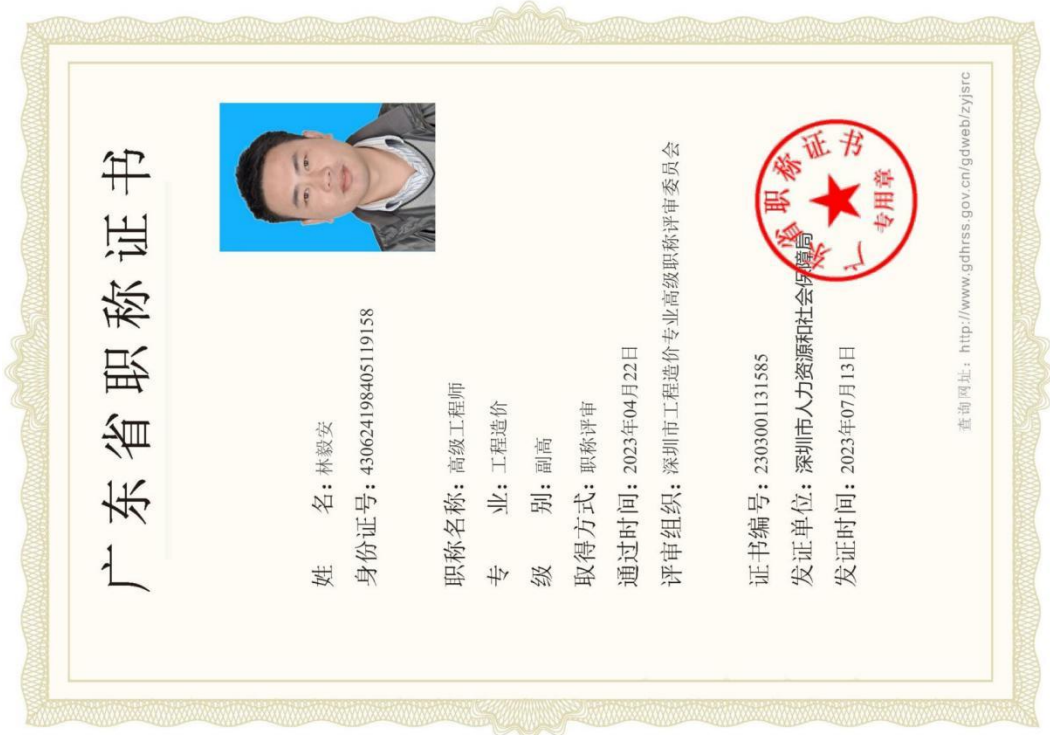 广东省职称证书
姓 名：林毅安
身份证号：430624198405119158
职称名称：高级工程师
专 业：工程造价
级 别：副高
取得方式：职称评审
通过时间：2023年04月22日
评审组织：深圳市工程造价专业高级职称评审委员会
证书编号：2303001131585
发证单位：深圳市人力资源和社会保障局
发证时间：2023年07月13日
广东省职称证书
专用章
查询网址：http://www.gdhrss.gov.cn/gdweb/zyjsrc